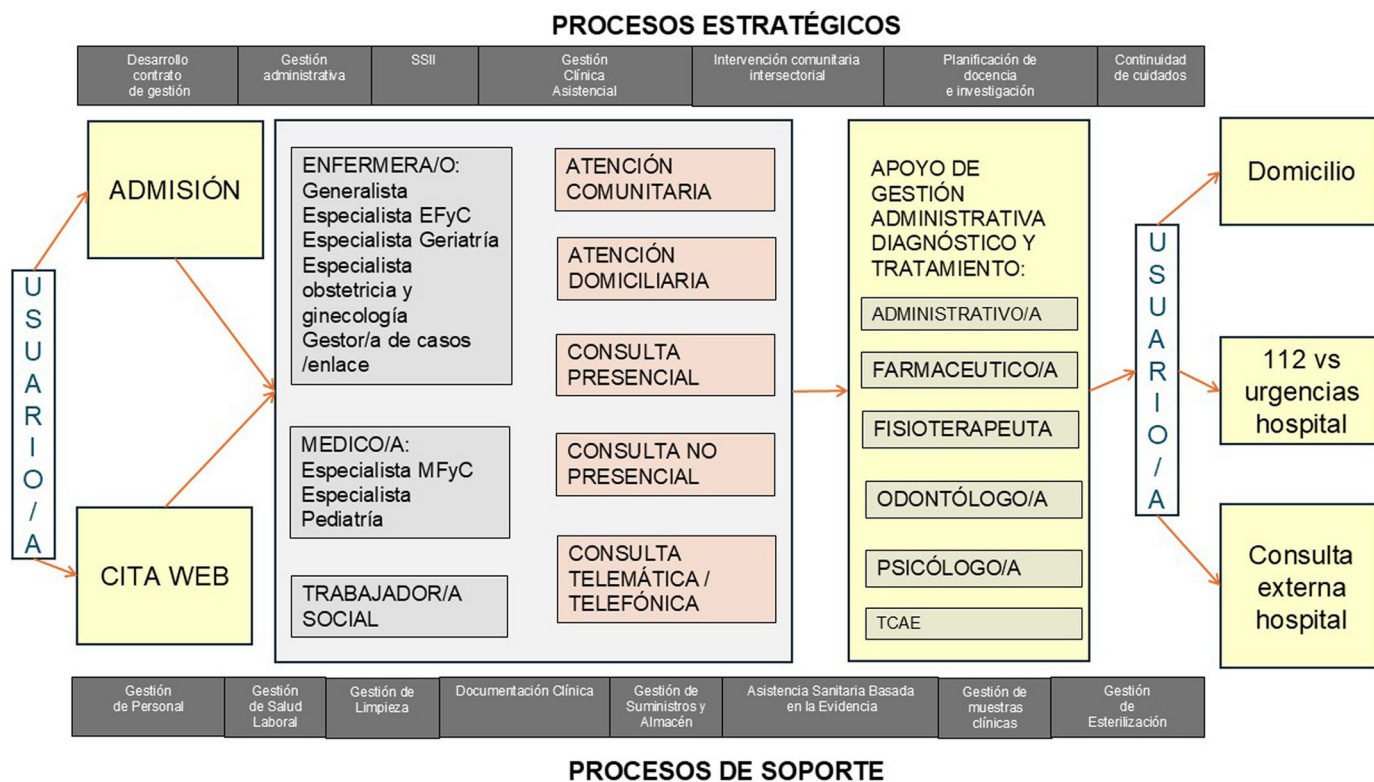 PROCESOS ESTRATÉGICOS
Desarrollo
contrato
de gestión
Gestión
administrativa
SSII
Gestión
Clínica
Asistencial
Intervención comunitaria
intersectorial
Planificación de
docencia
e investigación
Continuidad
de cuidados
USUARIO/A
ADMISIÓN
CITA WEB
ENFERMERA/O:
Generalista
Especialista EFyC
Especialista Geriatría
Especialista
obstetricia y
ginecología
Gestor/a de casos
/enlace
MEDICO/A:
Especialista MFyC
Especialista
Pediatría
TRABAJADOR/A
SOCIAL
ATENCIÓN
COMUNITARIA
ATENCIÓN
DOMICILIARIA
CONSULTA
PRESENCIAL
CONSULTA NO
PRESENCIAL
CONSULTA
TELEMÁTICA /
TELEFÓNICA
APOYO DE
GESTIÓN
ADMINISTRATIVA
DIAGNÓSTICO Y
TRATAMIENTO:
ADMINISTRATIVO/A
FARMACEUTICO/A
FISIOTERAPEUTA
ODONTÓLOGO/A
PSICÓLOGO/A
TCAE
USUARIO/A
Domicilio
112 vs
urgencias
hospital
Consulta
externa
hospital
Gestión
de Personal
Gestión
de Salud
Laboral
Gestión de
Limpieza
Documentación Clínica
Gestión de
Suministros y
Almacén
Asistencia Sanitaria Basada
en la Evidencia
Gestión de
muestras
clínicas
Gestión
de
Esterilización
PROCESOS DE SOPORTE